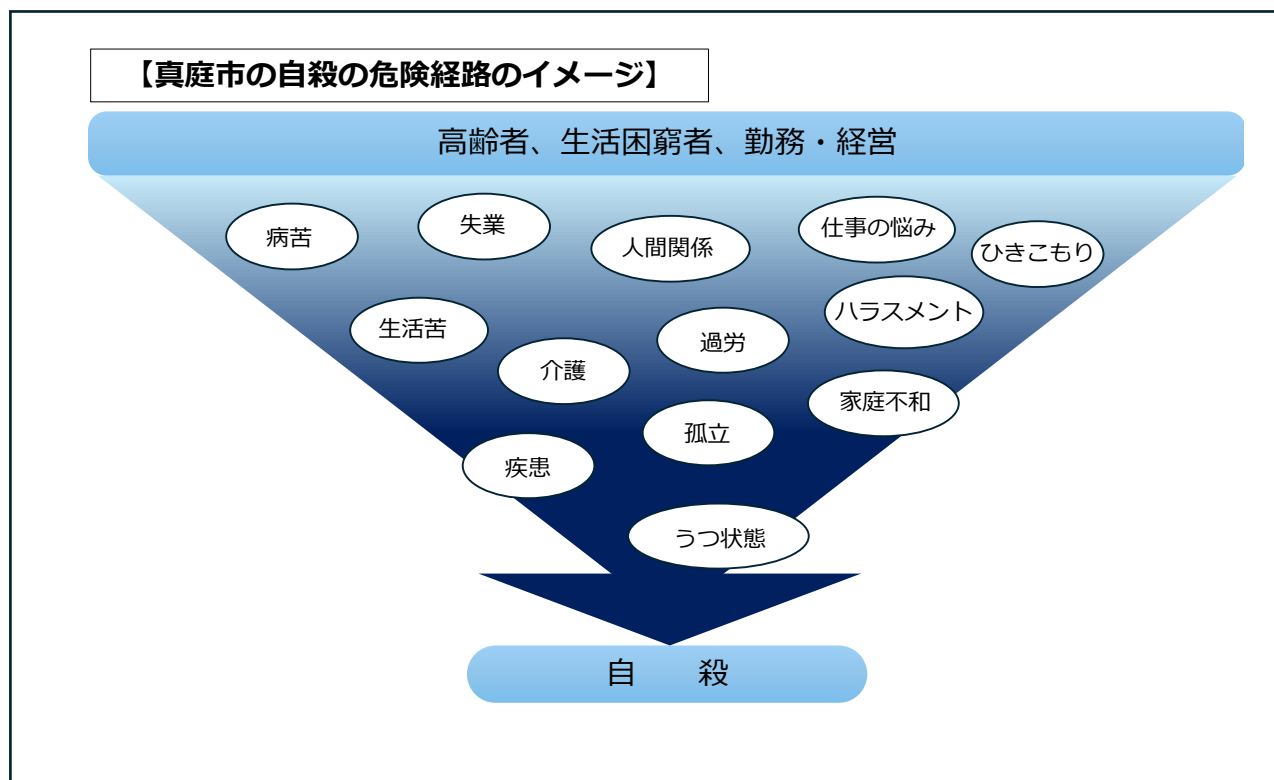 【真庭市の自殺の危険経路のイメージ】
高齢者、生活困窮者、勤務・経営
病苦
失業
人間関係
仕事の悩み
ひきこもり
生活苦
介護
過労
ハラスメント
家庭不和
疾患
孤立
うつ状態
自　殺